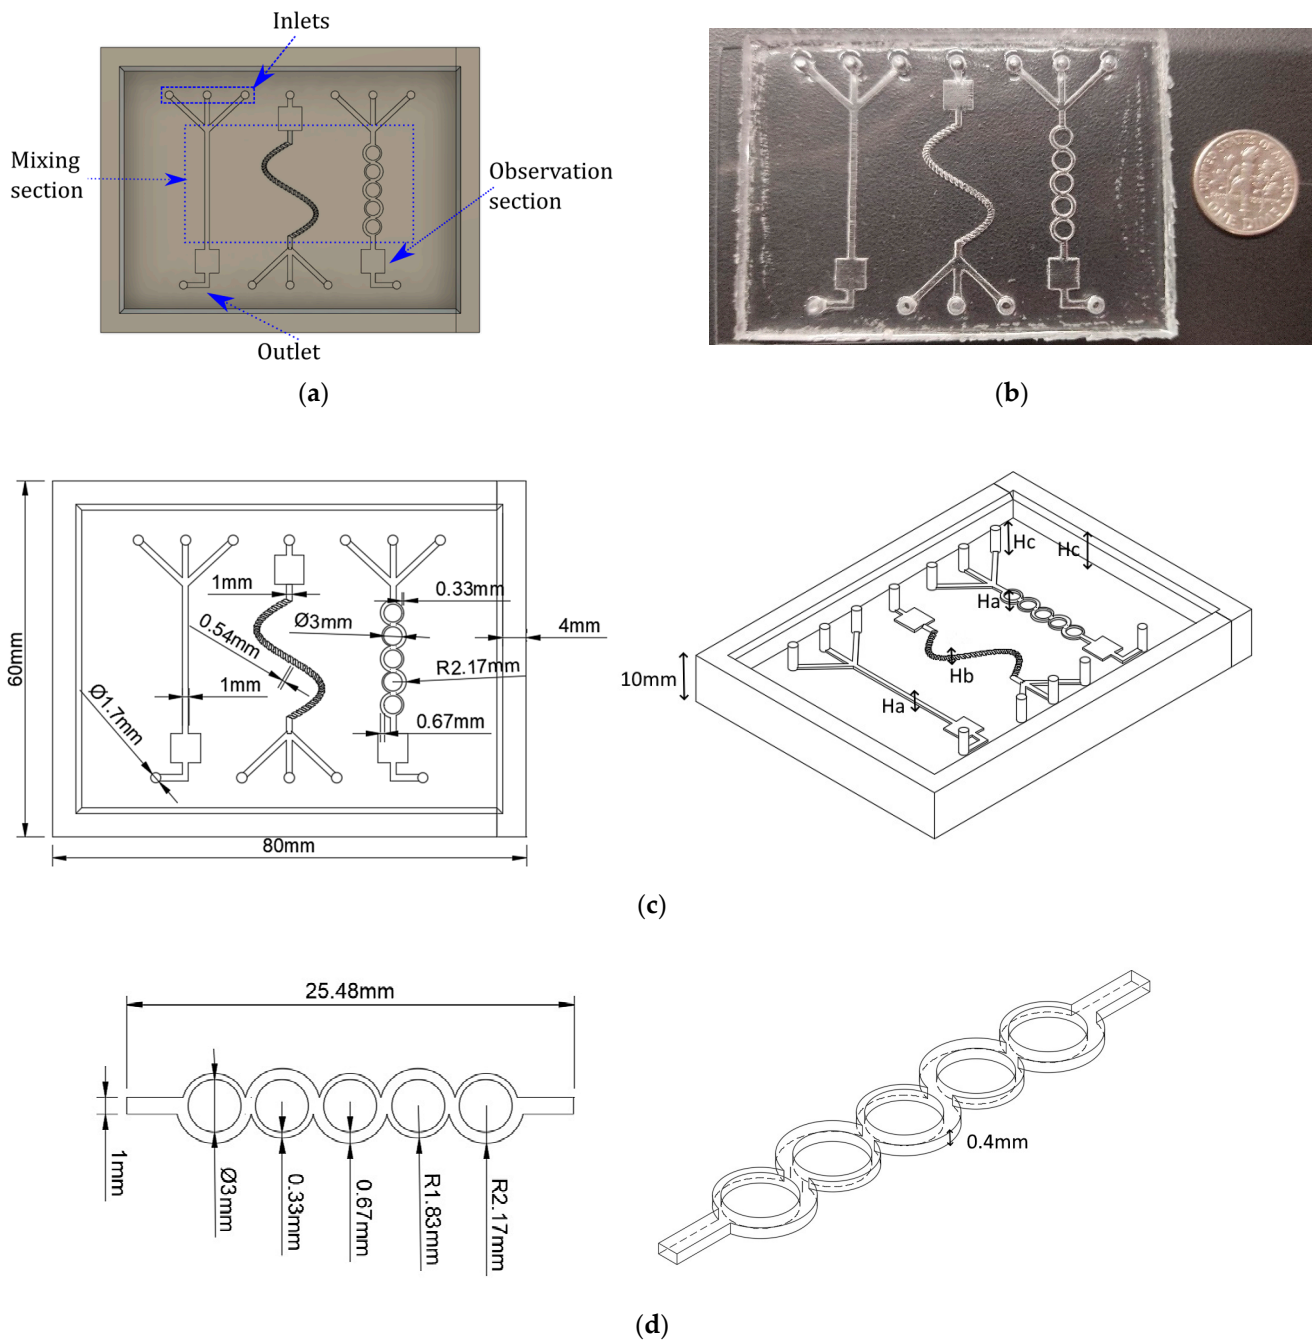 Inlets
Mixing
section
Observation
section
Outlet
(a)
(b)
60mm
1mm
0.54mm
Ø1.7mm
1mm
Ø3mm
0.33mm
4mm
R2.17mm
0.67mm
80mm
Hc
Hc
Ha
Hb
Ha
10mm
(c)
25.48mm
1mm
Ø3mm
0.33mm
0.67mm
R1.83mm
R2.17mm
0.4mm
(d)